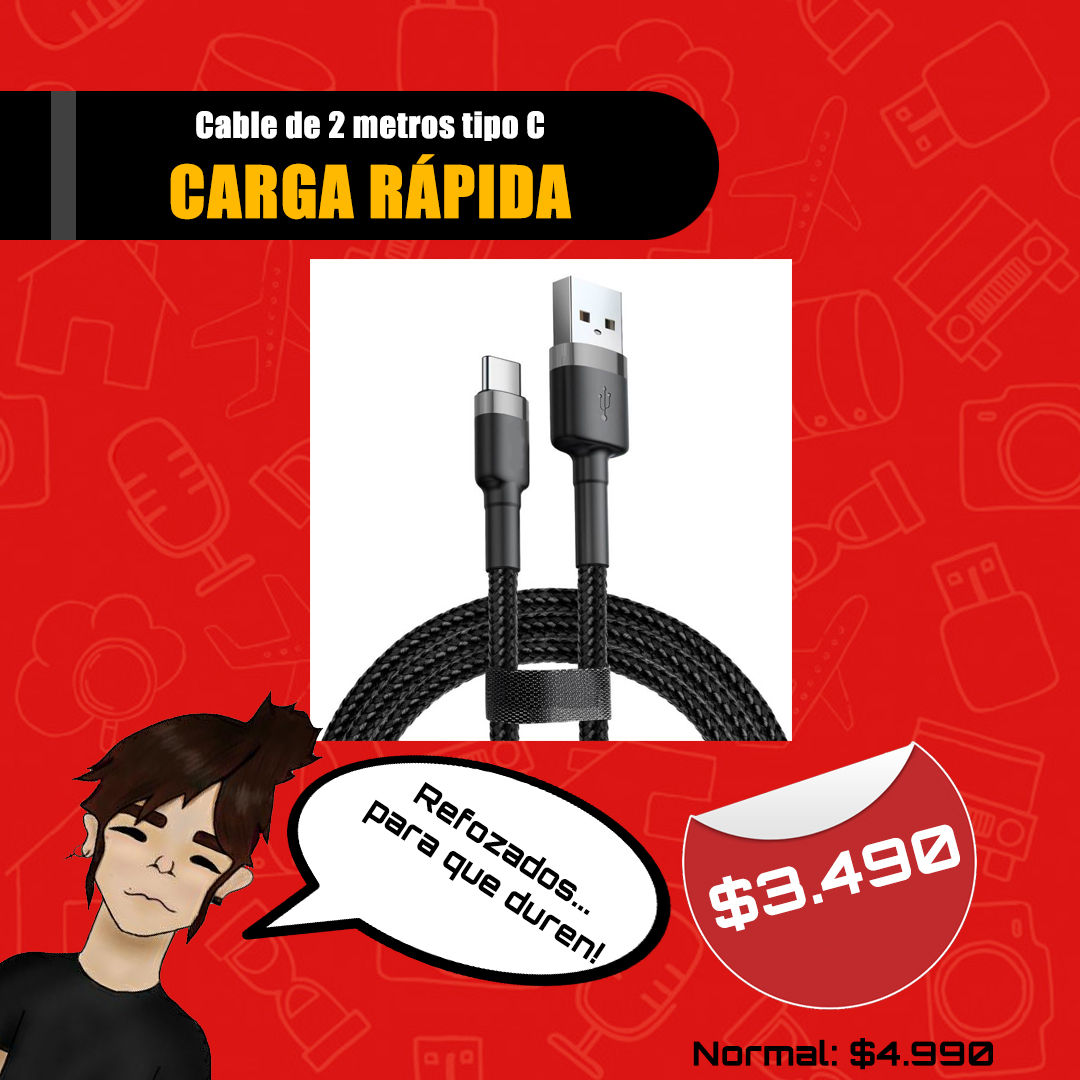 Cable de 2 metros tipo C
CARGA RÁPIDA
Refozados...
para que duren!
$3.490
Normal: $4.990